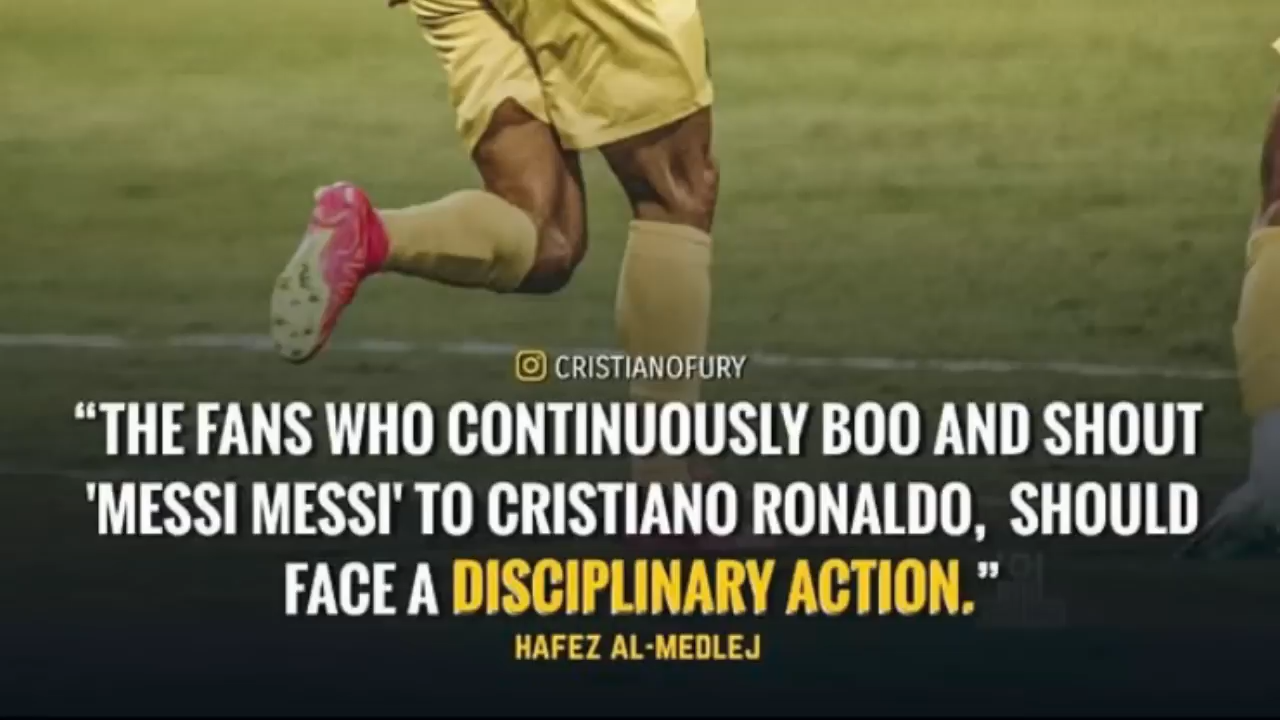 CRISTIANOFURY
“THE FANS WHO CONTINUOUSLY BOO AND SHOUT
'MESSI MESSI' TO CRISTIANO RONALDO, SHOULD
FACE A DISCIPLINARY ACTION.”
HAFEZ AL-MEDLEJ